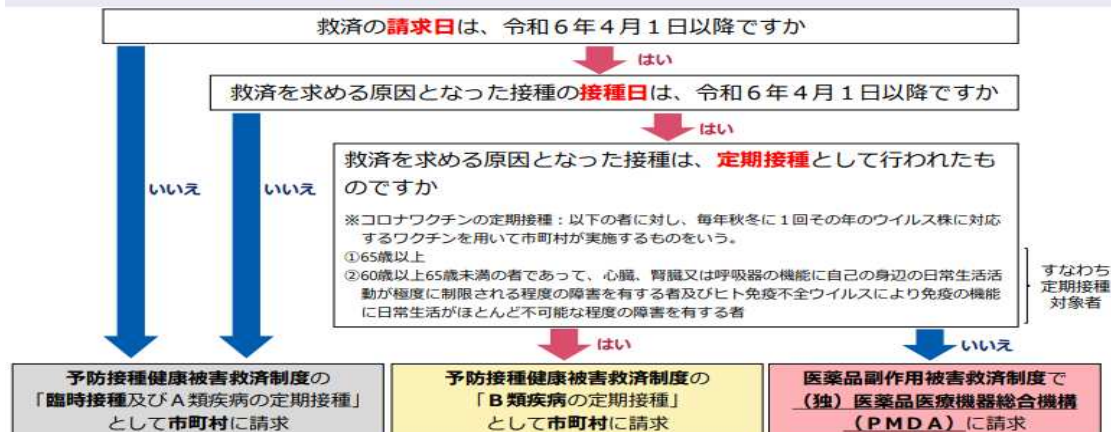 救済の請求日は、令和６年４月１日以降ですか
はい
救済を求める原因となった接種の接種日は、令和６年４月１日以降ですか
はい
救済を求める原因となった接種は、定期接種として行われたも
のですか
いいえ
いいえ
※コロナワクチンの定期接種：以下の者に対し、毎年秋冬に１回その年のウイルス株に対応
するワクチンを用いて市町村が実施するものをいう。
①65歳以上
②60歳以上65歳未満の者であって、心臓、腎臓又は呼吸器の機能に自己の身辺の日常生活活
動が極度に制限される程度の障害を有する者及びヒト免疫不全ウイルスにより免疫の機能
に日常生活がほとんど不可能な程度の障害を有する者
すなわち
定期接種
対象者
はい
いいえ
予防接種健康被害救済制度の
「臨時接種及びＡ類疾病の定期接種」
として市町村に請求
予防接種健康被害救済制度の
「Ｂ類疾病の定期接種」
として市町村に請求
医薬品副作用被害救済制度で
（独）医薬品医療機器総合機構
（ＰＭＤＡ）に請求